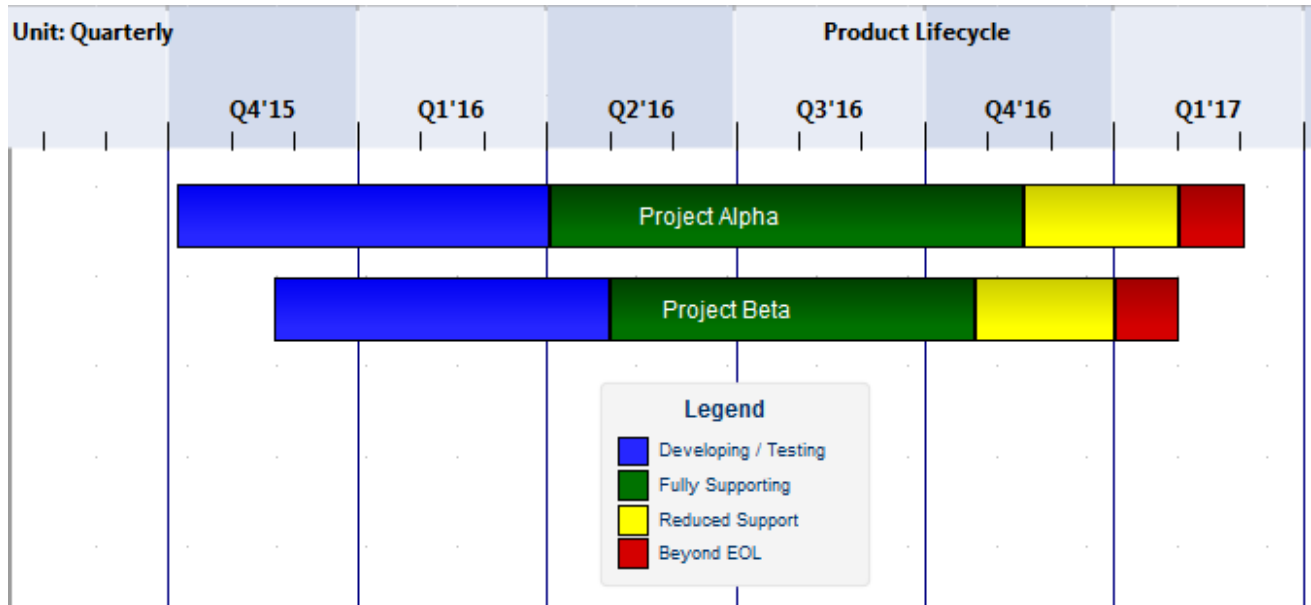 Unit: Quarterly
Product Lifecycle
Q4'15 Q1'16 Q2'16 Q3'16 Q4'16 Q1'17
Project Alpha
Project Beta
Legend
Developing / Testing
Fully Supporting
Reduced Support
Beyond EOL